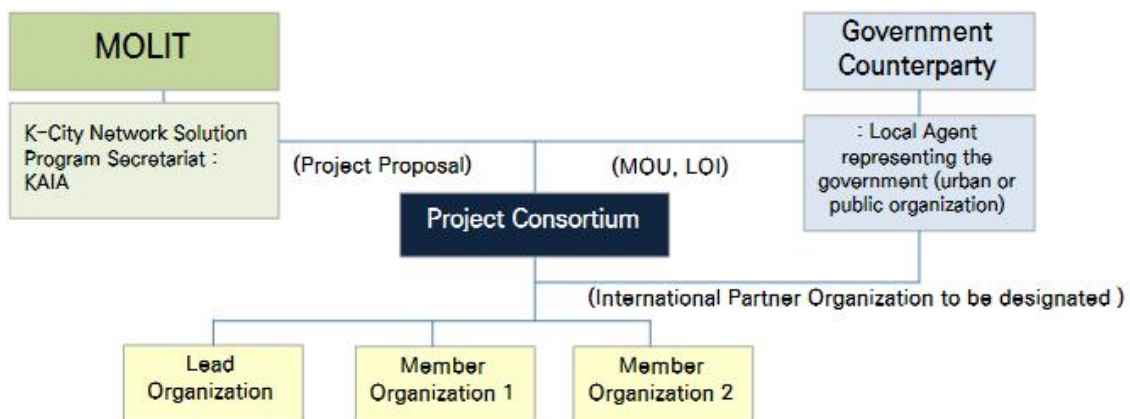 MOLIT
K-City Network Solution
Program Secretariat :
KAIA
Government
Counterparty
: Local Agent
representing the
government (urban or
public organization)
(Project Proposal)
(MOU, LOI)
Project Consortium
(International Partner Organization to be designated )
Lead
Organization
Member
Organization 1
Member
Organization 2